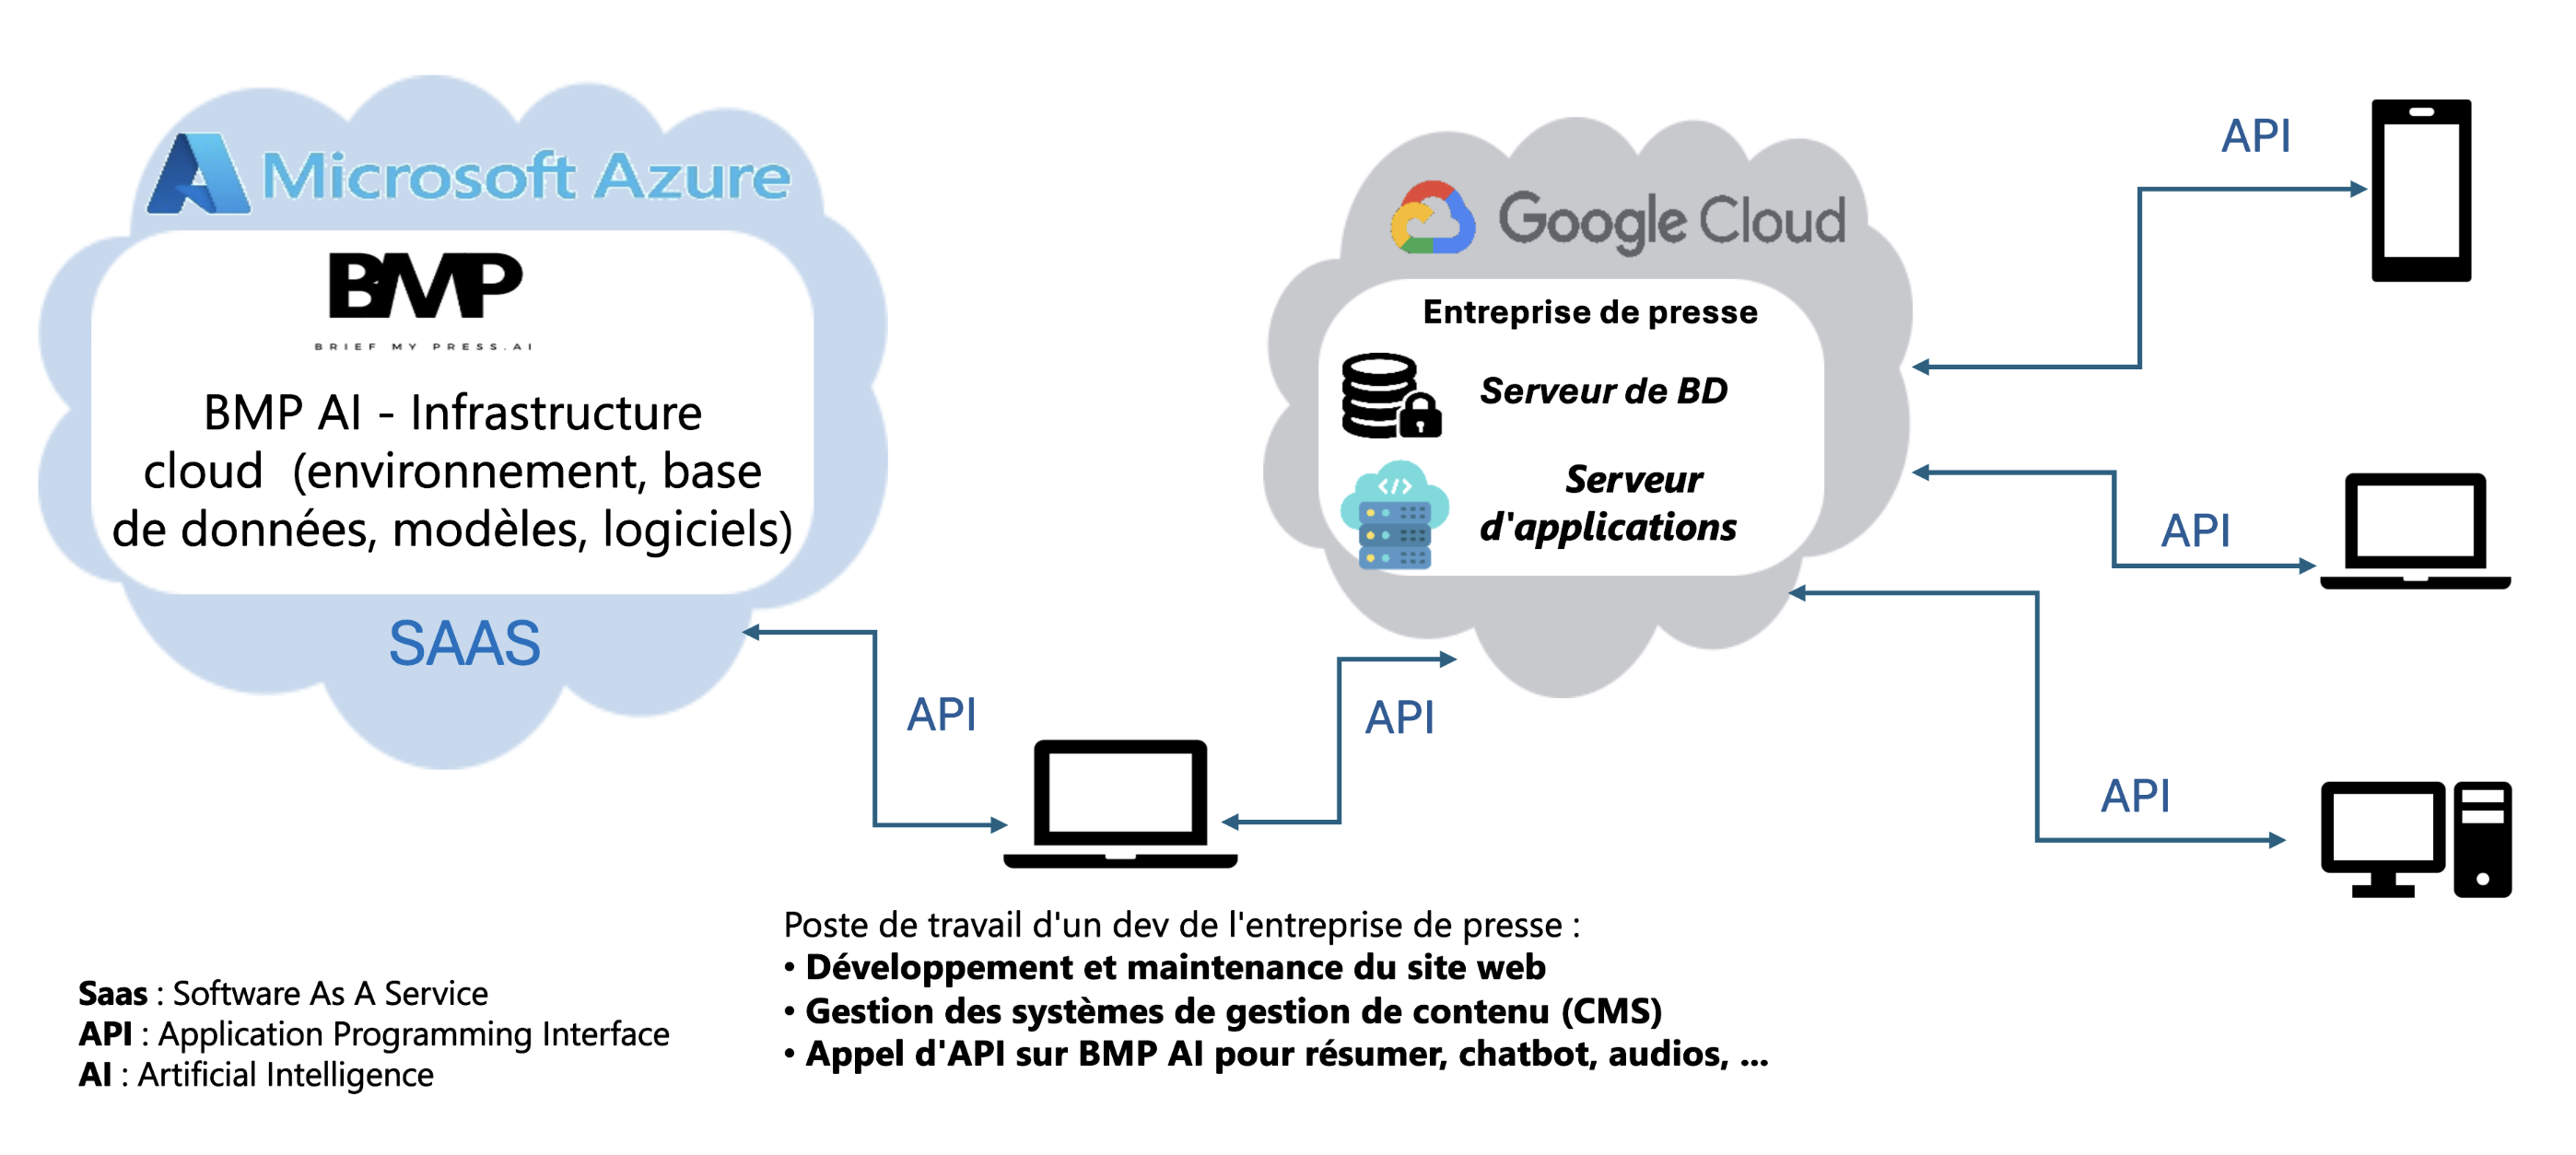 Microsoft Azure
BMP
BRIEF MY PRESS.AI
BMP AI - Infrastructure
cloud (environnement, base
de données, modèles, logiciels)
SAAS
API
Google Cloud
Entreprise de presse
Serveur de BD
</>
Serveur
d'applications
API
API
API
API
Poste de travail d'un dev de l'entreprise de presse :
• Développement et maintenance du site web
• Gestion des systèmes de gestion de contenu (CMS)
• Appel d'API sur BMP AI pour résumer, chatbot, audios, ...
Saas : Software As A Service
API : Application Programming Interface
AI : Artificial Intelligence